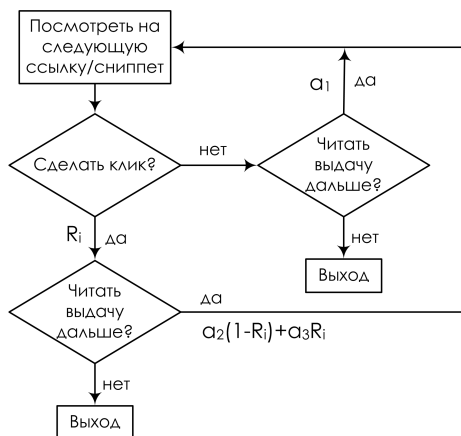 Посмотреть на
следующую
ссылку/сниппет
a₁
да
Сделать клик?
нет
Читать
выдачу
дальше?
Rᵢ
да
нет
Выход
Читать
выдачу
дальше?
да
a₂(1-Rᵢ)+a₃Rᵢ
нет
Выход